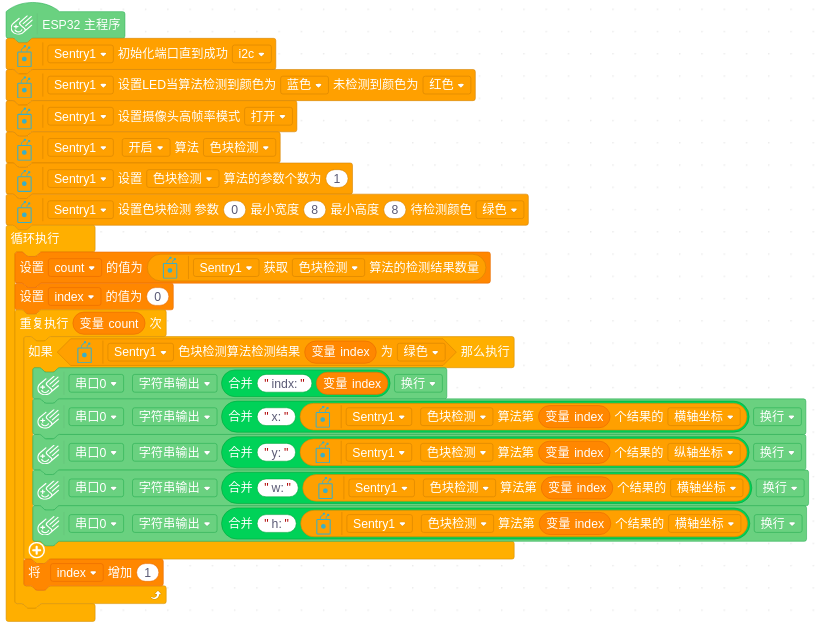 ESP32 主程序
Sentry1 初始化端口直到成功 i2c
Sentry1 设置LED当算法检测到颜色为 蓝色 未检测到颜色为 红色
Sentry1 设置摄像头高帧率模式 打开
Sentry1 开启 算法 色块检测
Sentry1 设置 色块检测 算法的参数个数为 1
Sentry1 设置色块检测 参数 0 最小宽度 8 最小高度 8 待检测颜色 绿色
循环执行
设置 count 的值为 Sentry1 获取 色块检测 算法的检测结果数量
设置 index 的值为 0
重复执行 变量 count 次
如果 Sentry1 色块检测算法检测结果 变量 index 为 绿色 那么执行
串口0 字符串输出 合并 " indx: " 变量 index 换行
串口0 字符串输出 合并 " x: " Sentry1 色块检测 算法第 变量 index 个结果的 横轴坐标 换行
串口0 字符串输出 合并 " y: " Sentry1 色块检测 算法第 变量 index 个结果的 纵轴坐标 换行
串口0 字符串输出 合并 " w: " Sentry1 色块检测 算法第 变量 index 个结果的 横轴坐标 换行
串口0 字符串输出 合并 " h: " Sentry1 色块检测 算法第 变量 index 个结果的 横轴坐标 换行
将 index 增加 1